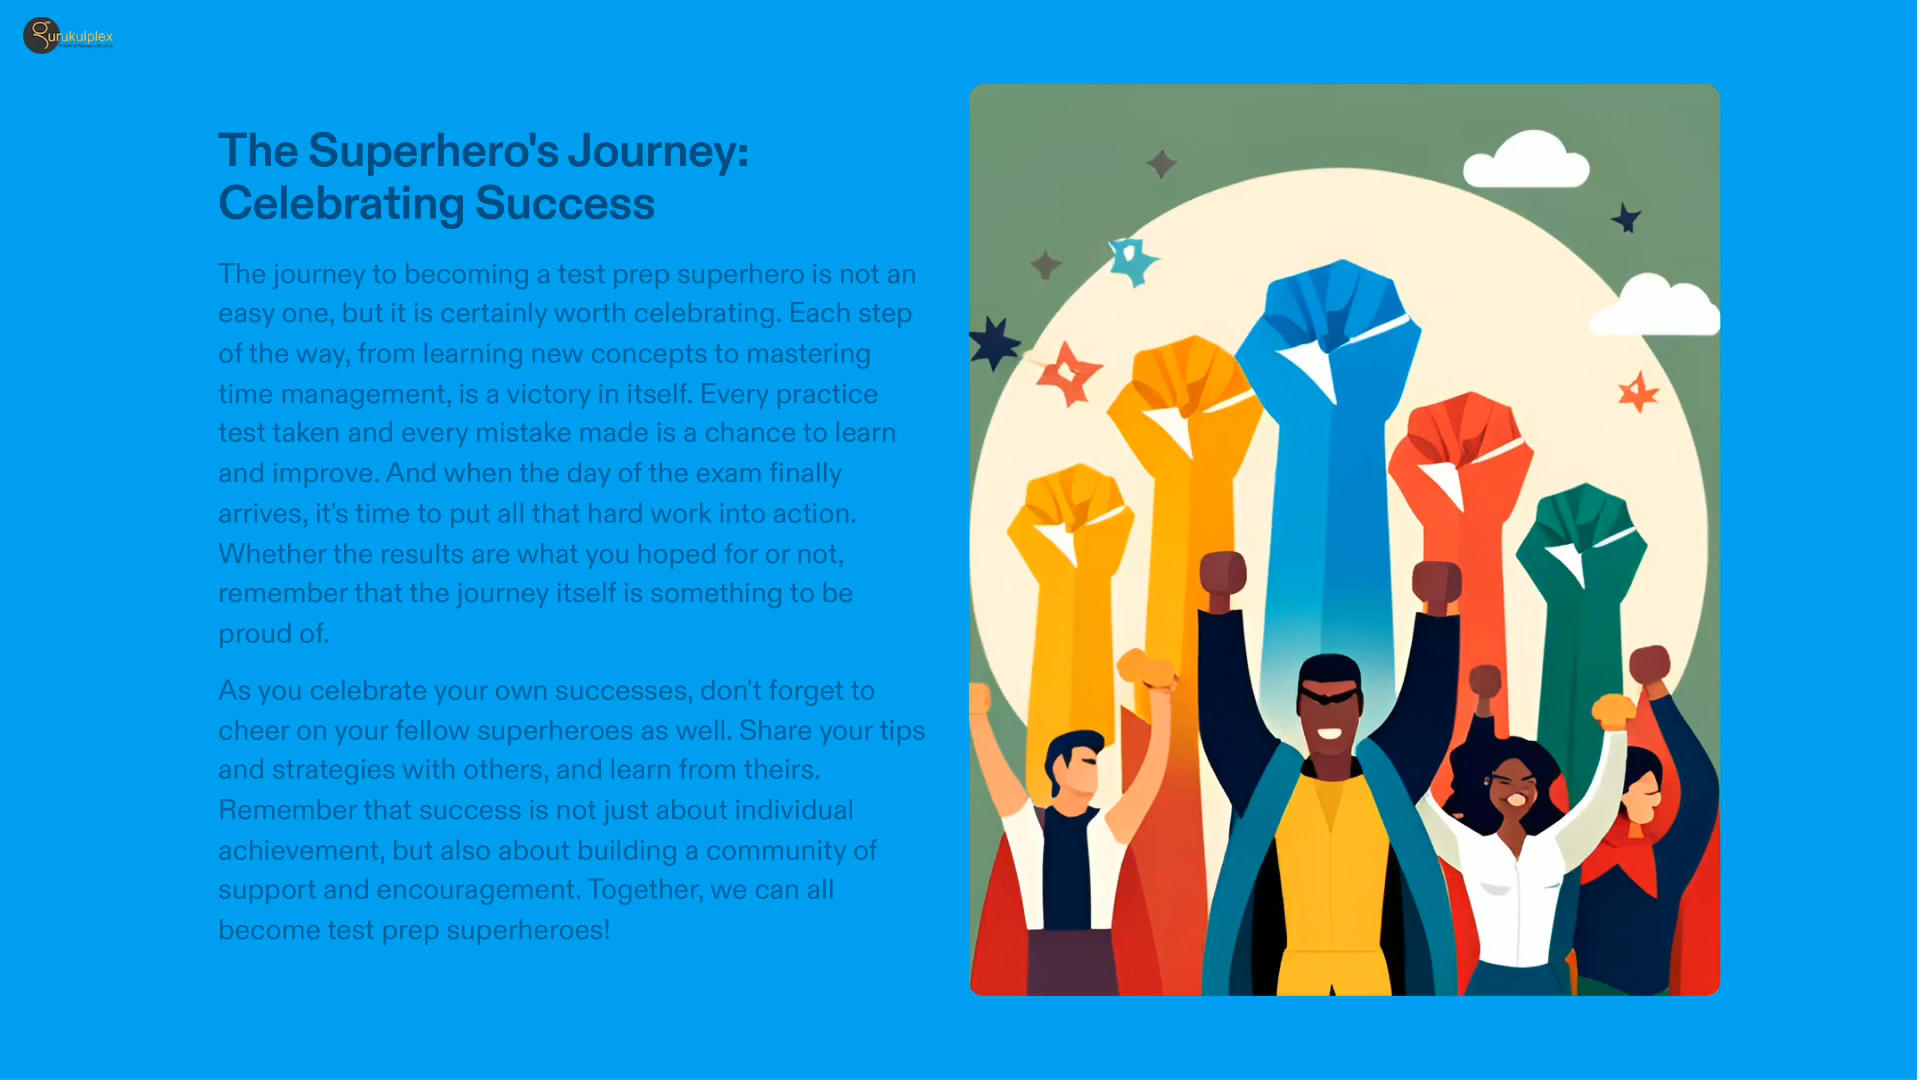 gurukulplex
The Superhero's Journey:
Celebrating Success
The journey to becoming a test prep superhero is not an
easy one, but it is certainly worth celebrating. Each step
of the way, from learning new concepts to mastering
time management, is a victory in itself. Every practice
test taken and every mistake made is a chance to learn
and improve. And when the day of the exam finally
arrives, it's time to put all that hard work into action.
Whether the results are what you hoped for or not,
remember that the journey itself is something to be
proud of.
As you celebrate your own successes, don't forget to
cheer on your fellow superheroes as well. Share your tips
and strategies with others, and learn from theirs.
Remember that success is not just about individual
achievement, but also about building a community of
support and encouragement. Together, we can all
become test prep superheroes!